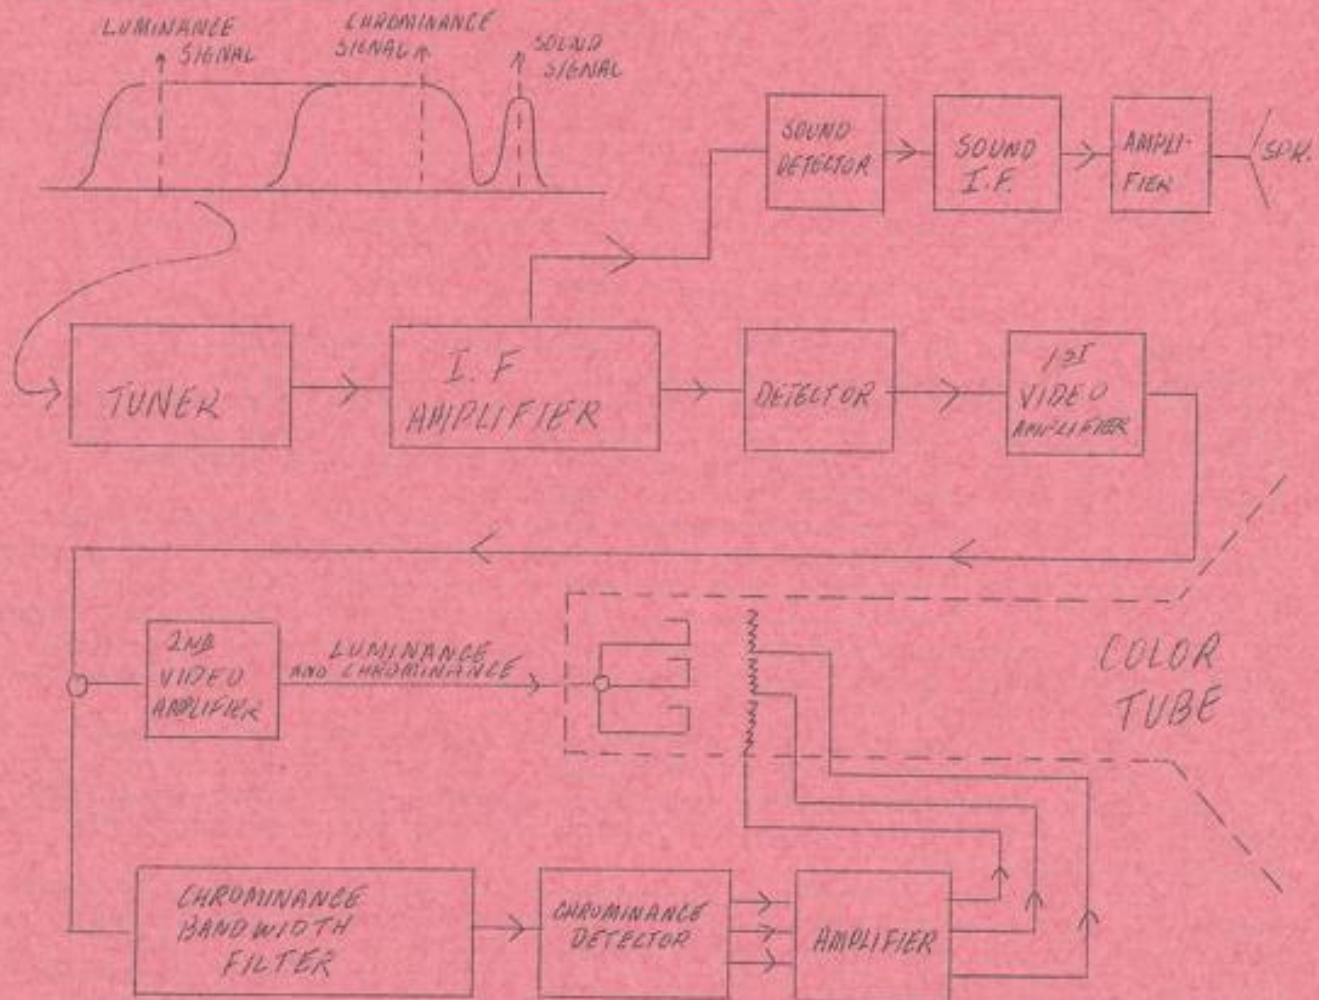 LUMINANCE
SIGNAL
CHROMINANCE
SIGNAL
SOUND
SIGNAL
SOUND
DETECTOR
SOUND
I.F.
AMPLI-
FIER
SPK.
TUNER
I.F
AMPLIFIER
DETECTOR
1ST
VIDEO
AMPLIFIER
2ND
VIDEO
AMPLIFIER
LUMINANCE
AND CHROMINANCE
COLOR
TUBE
CHROMINANCE
BANDWIDTH
FILTER
CHROMINANCE
DETECTOR
AMPLIFIER